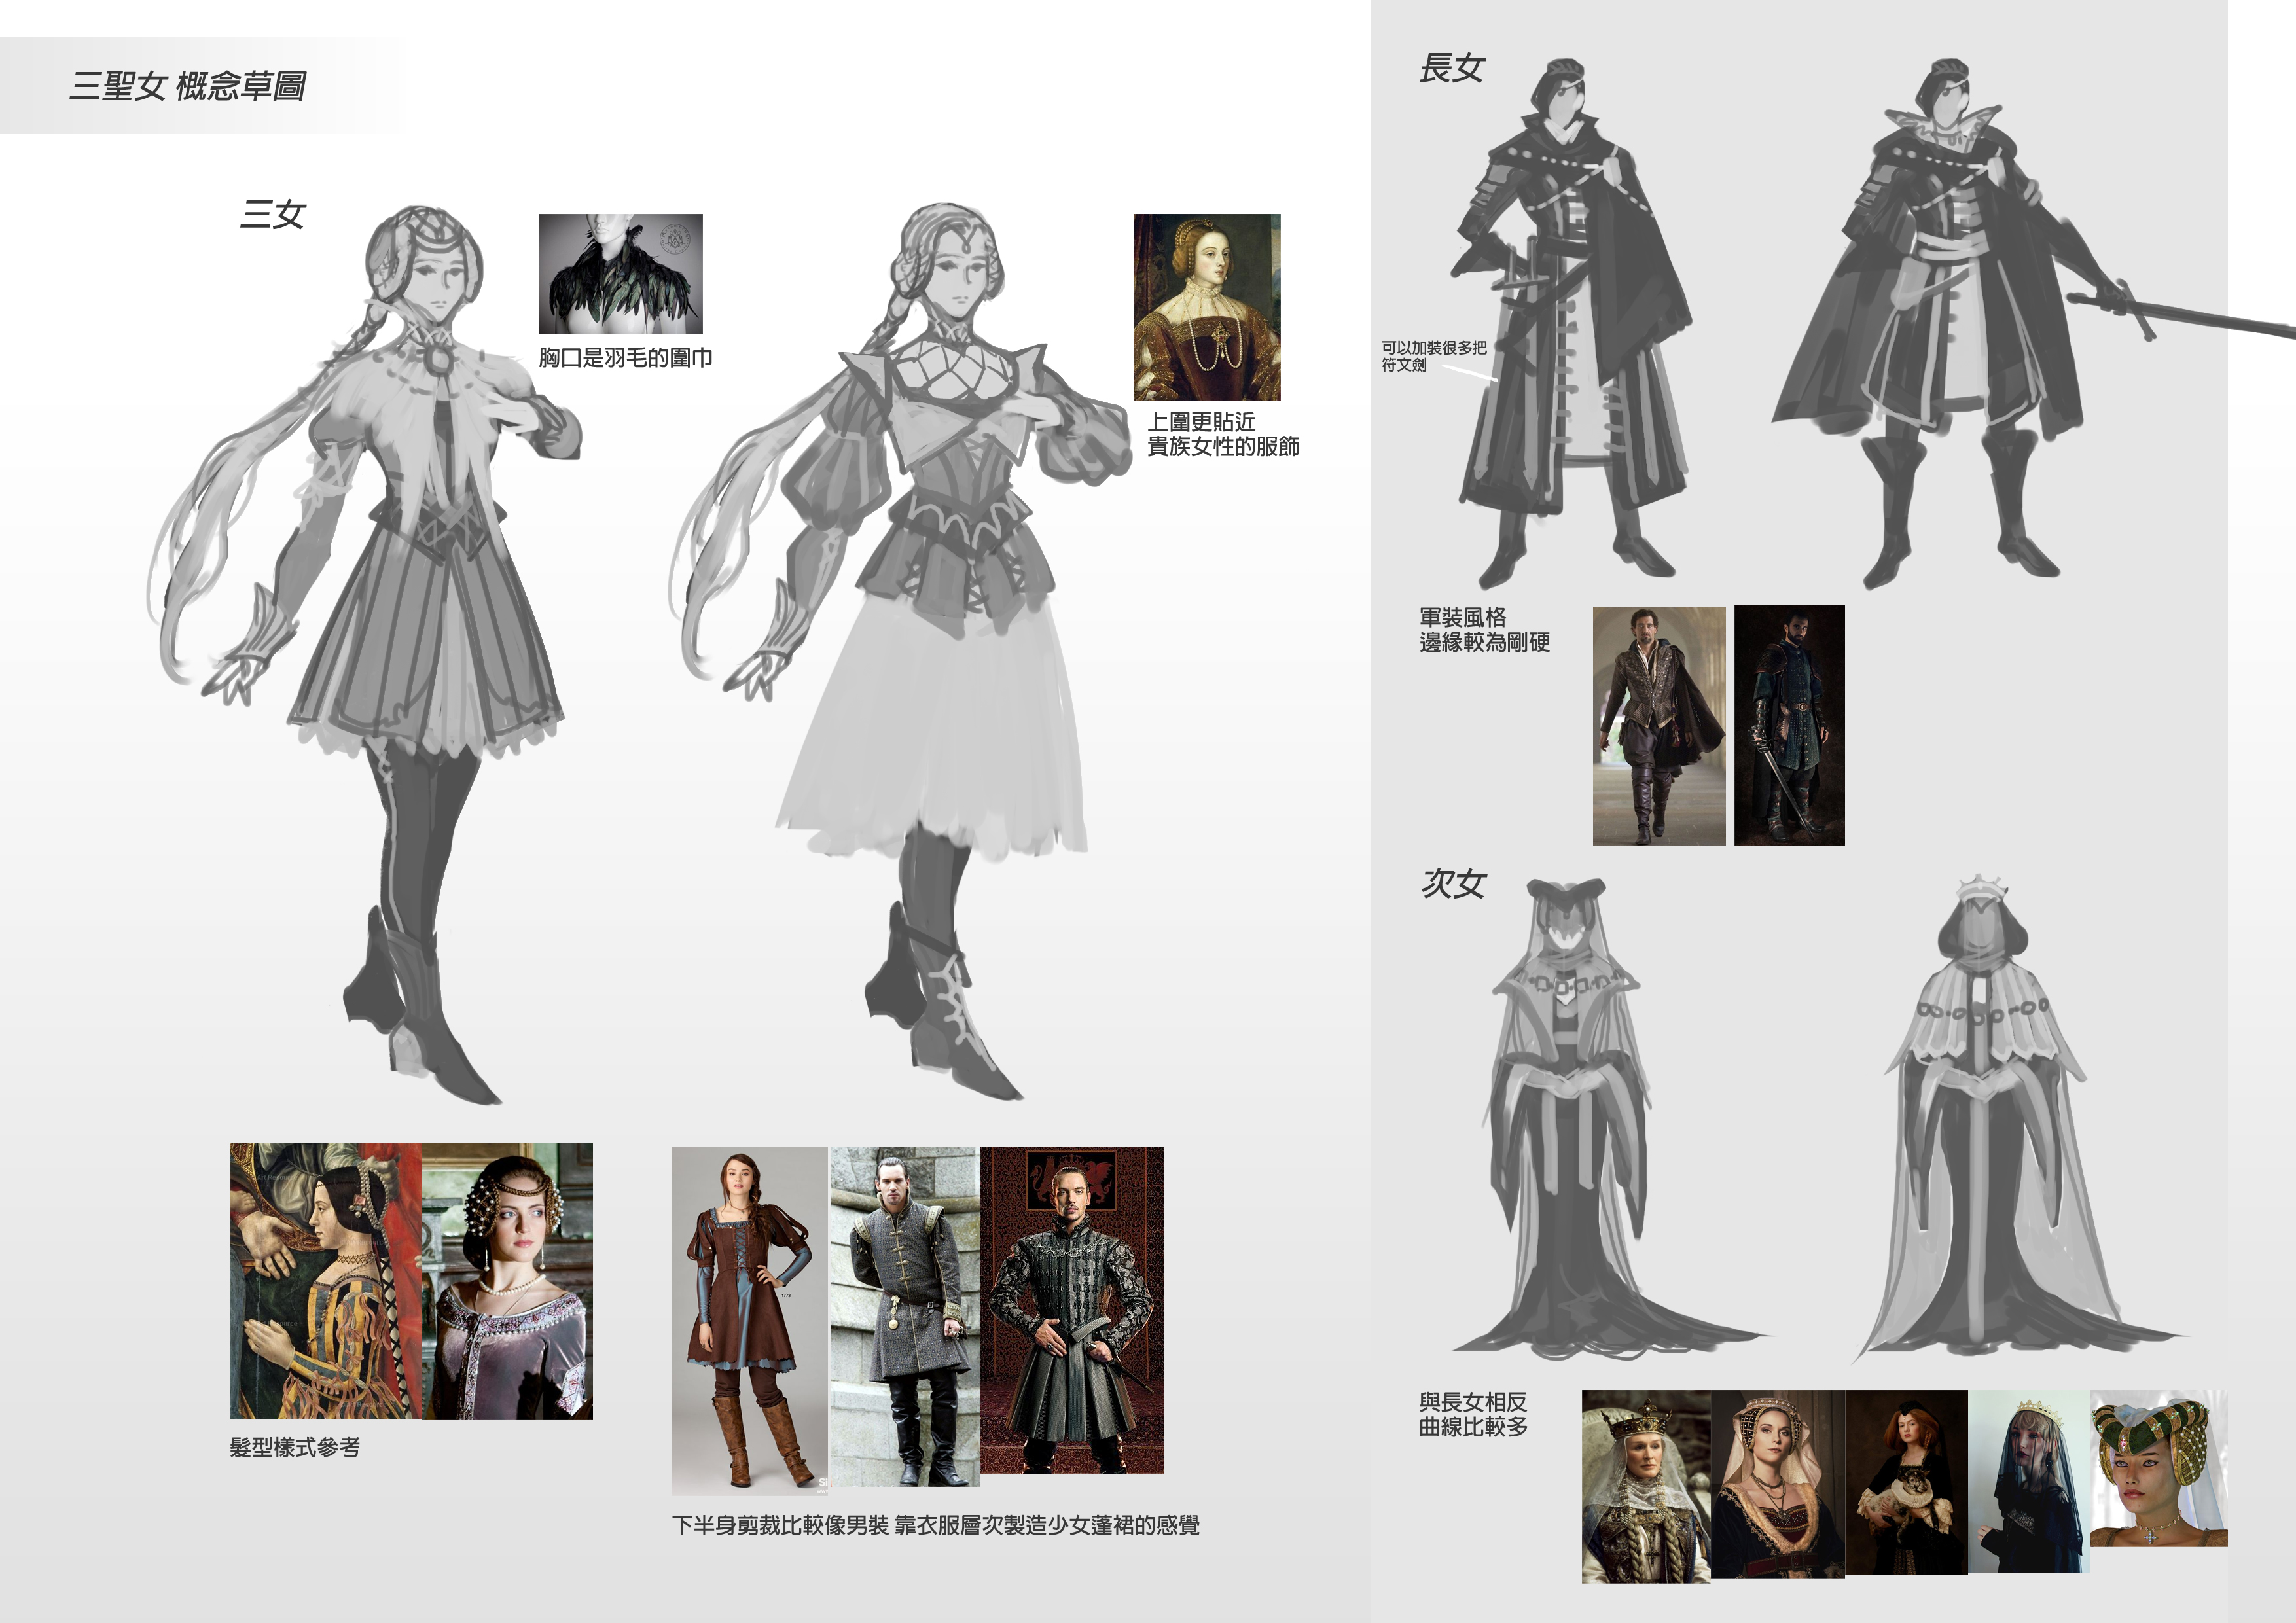 三聖女 概念草圖
三女
胸口是羽毛的圍巾
上圍更貼近
貴族女性的服飾
髮型樣式參考
1773
下半身剪裁比較像男裝 靠衣服層次製造少女蓬裙的感覺
長女
可以加裝很多把
符文劍
軍裝風格
邊緣較為剛硬
次女
與長女相反
曲線比較多